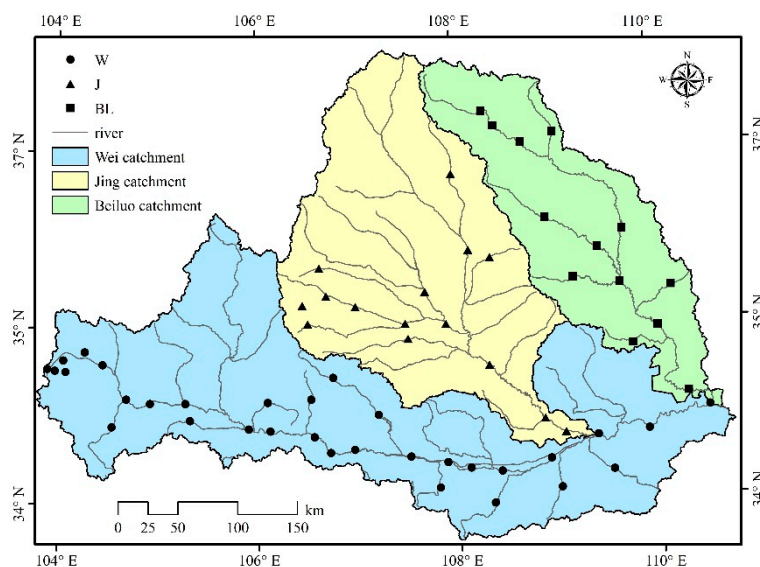 104° E
106° E
108° E
110° E
W
J
BL
river
Wei catchment
Jing catchment
Beiluo catchment
N
W
S
37° N
37° N
35° N
35° N
34° N
34° N
km
0 25 50 100 150
104° E
106° E
108° E
110° E